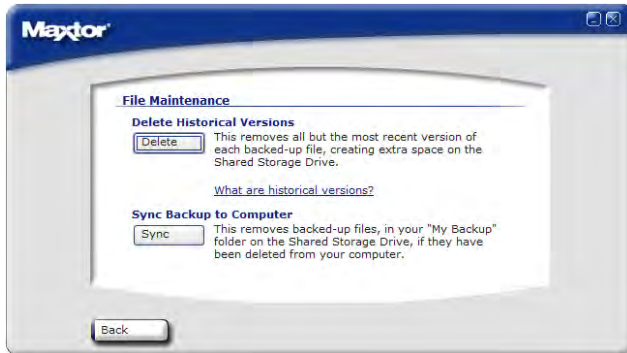 Maxtor
File Maintenance
Delete Historical Versions
Delete
This removes all but the most recent version of
each backed-up file, creating extra space on the
Shared Storage Drive.
What are historical versions?
Sync Backup to Computer
Sync
This removes backed-up files, in your "My Backup"
folder on the Shared Storage Drive, if they have
been deleted from your computer.
Back